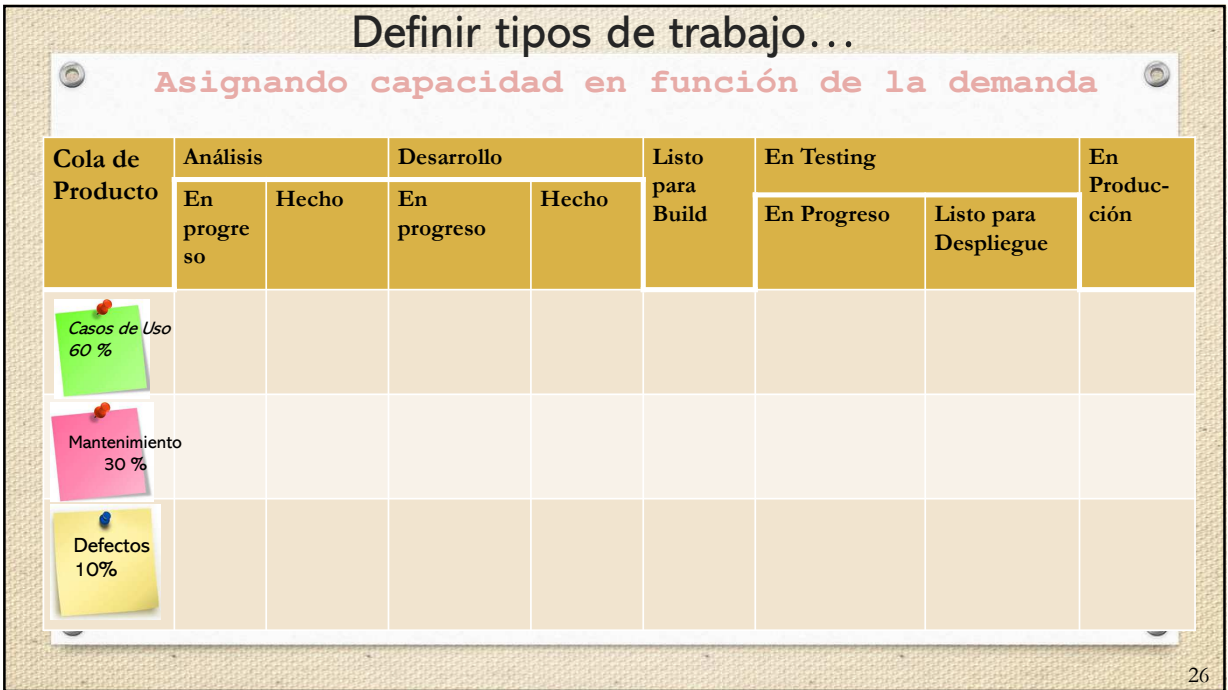 Definir tipos de trabajo…
Asignando capacidad en función de la demanda
Cola de
Producto
Análisis
En
progre
so
Hecho
Desarrollo
En
progreso
Hecho
Listo
para
Build
En Testing
En Progreso
Listo para
Despliegue
En
Produc-
ción
Casos de Uso
60 %
Mantenimiento
30 %
Defectos
10%
26